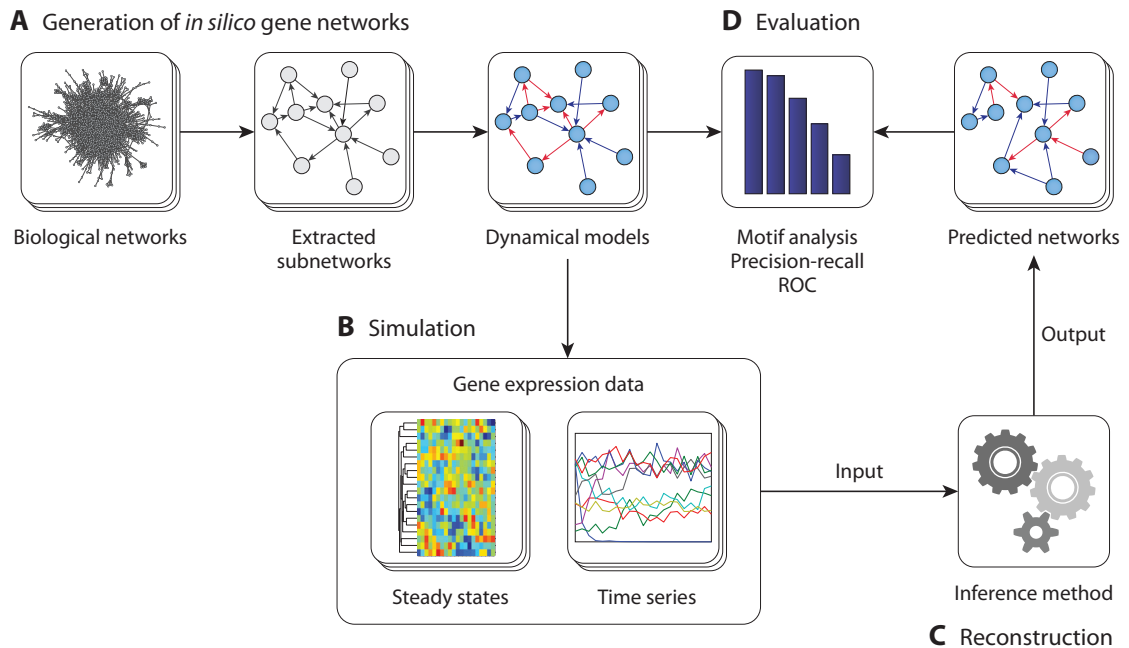 A Generation of in silico gene networks
D Evaluation
Biological networks
Extracted
subnetworks
Dynamical models
Motif analysis
Precision-recall
ROC
Predicted networks
B Simulation
Output
Gene expression data
Input
Steady states
Time series
Inference method
C Reconstruction